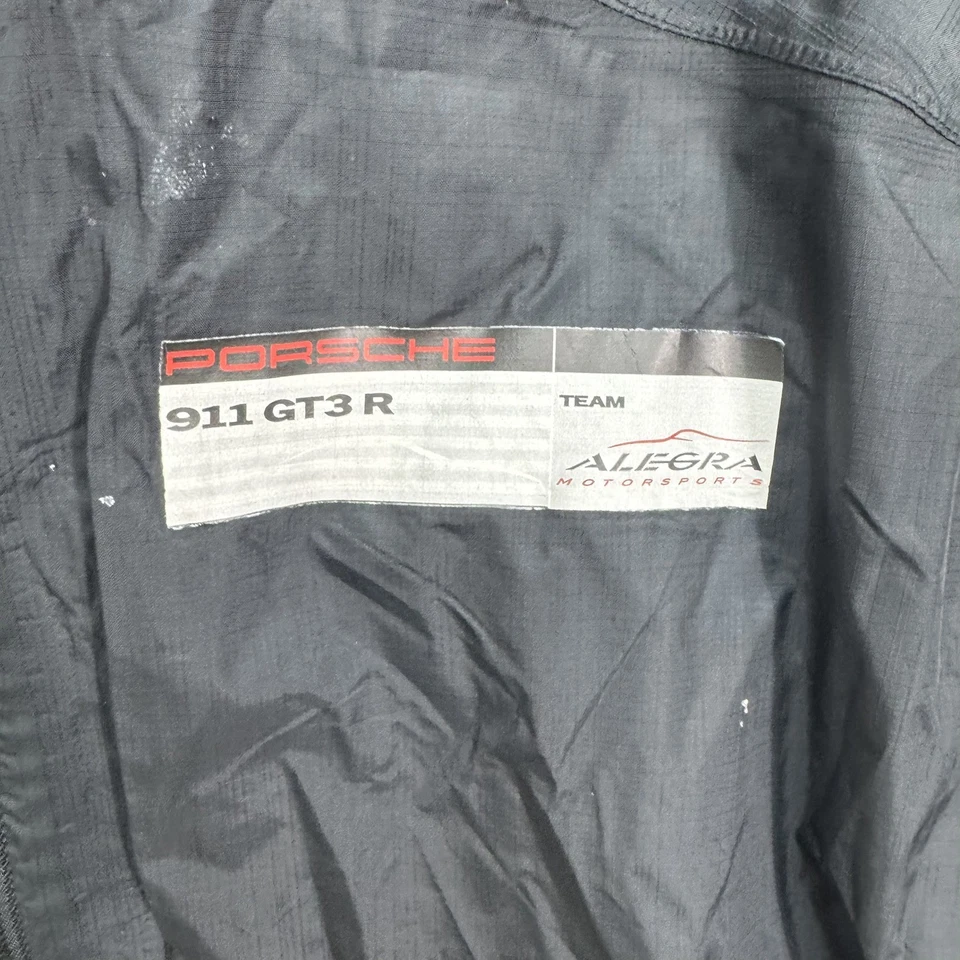 PORSCHE
911 GT3 R
TEAM
ALEGRA
MOTORSPORTS